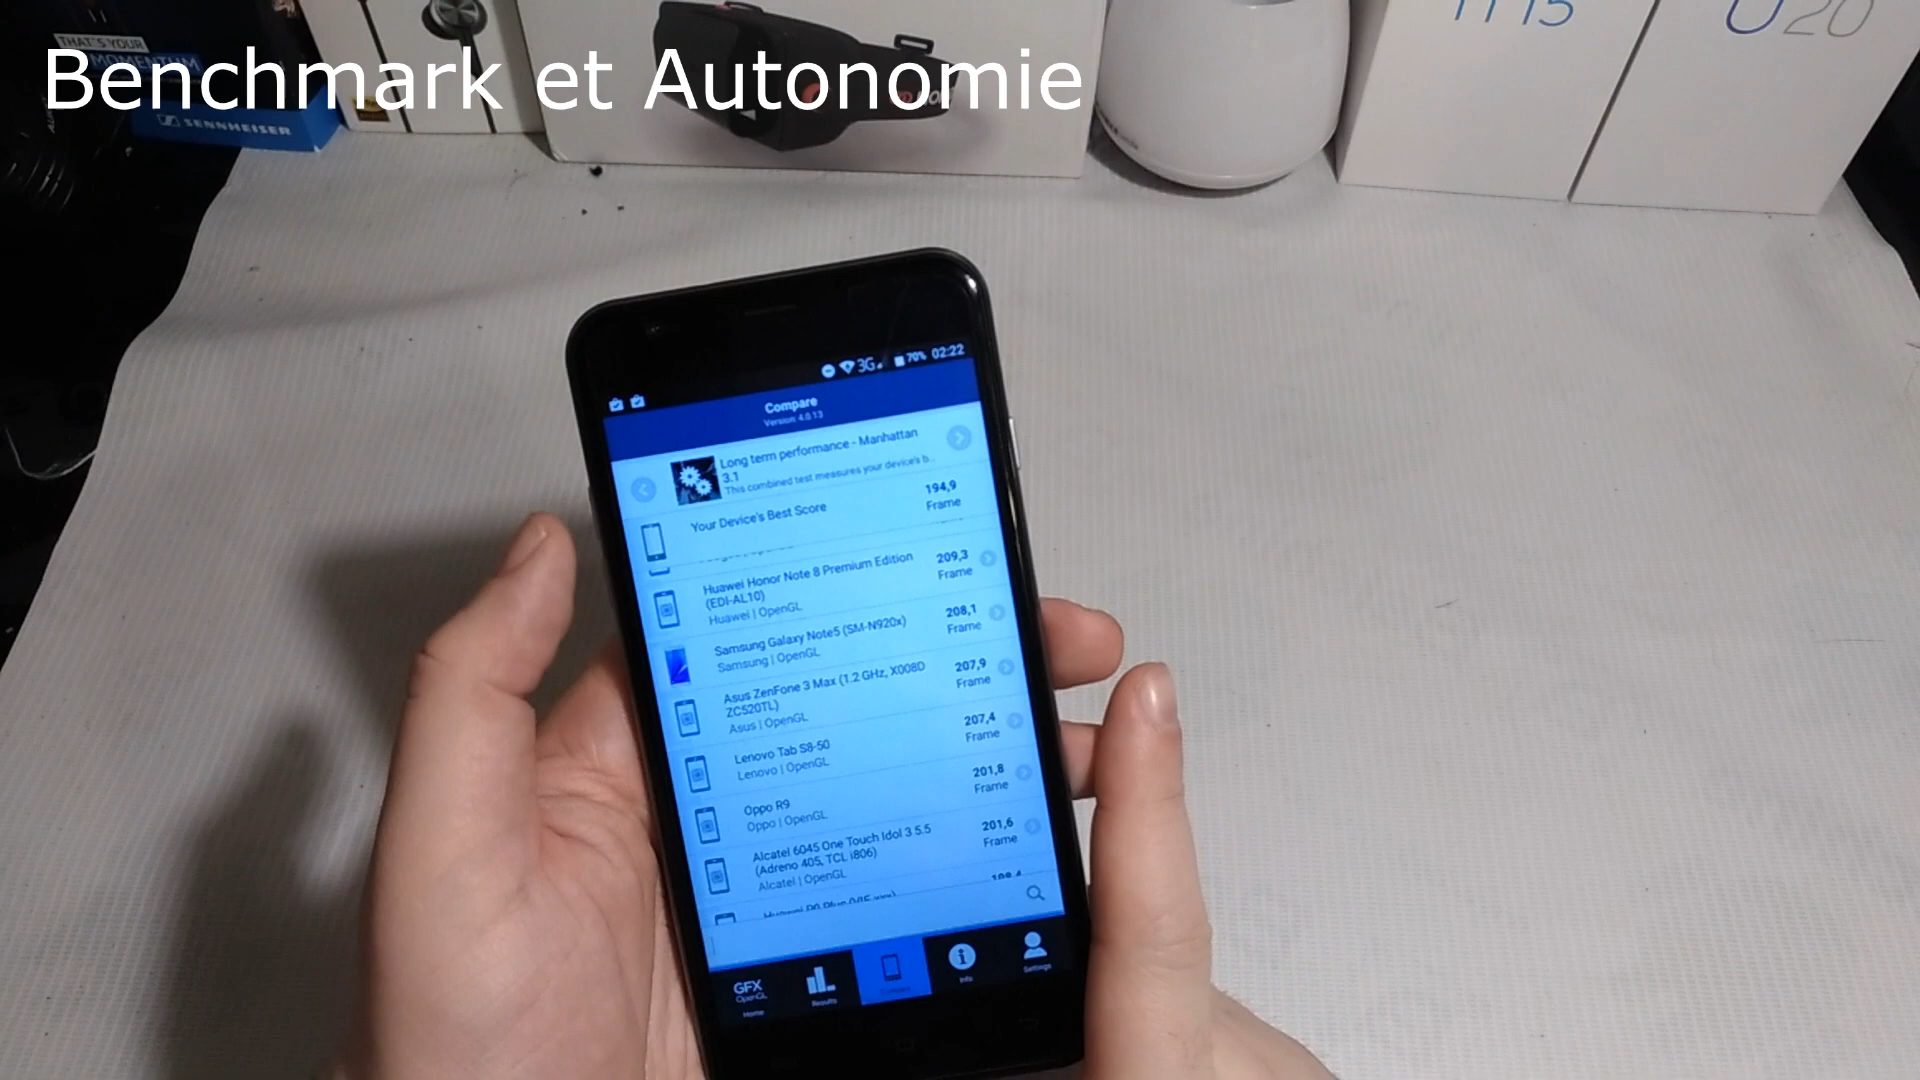 THAT'S YOUR
MOMENTUM
Benchmark et Autonomie
SENNHEISER
U20
70% 02:22
3G
Compare
Version 4.0.13
Long term performance - Manhattan
3.1
This combined test measures your device's b...
Your Device's Best Score
194,9
Frame
Huawei Honor Note 8 Premium Edition
(EDI-AL10)
Huawei | OpenGL
209,3
Frame
Samsung Galaxy Note5 (SM-N920x)
Samsung | OpenGL
208,1
Frame
Asus ZenFone 3 Max (1.2 GHz, X008D
ZC520TL)
Asus | OpenGL
207,9
Frame
Lenovo Tab S8-50
Lenovo | OpenGL
207,4
Frame
Oppo R9
Oppo | OpenGL
201,8
Frame
Alcatel 6045 One Touch Idol 3 5.5
(Adreno 405, TCL i806)
Alcatel | OpenGL
201,6
Frame
GFX
OpenGL
Home
Results
Compare
Info
Settings